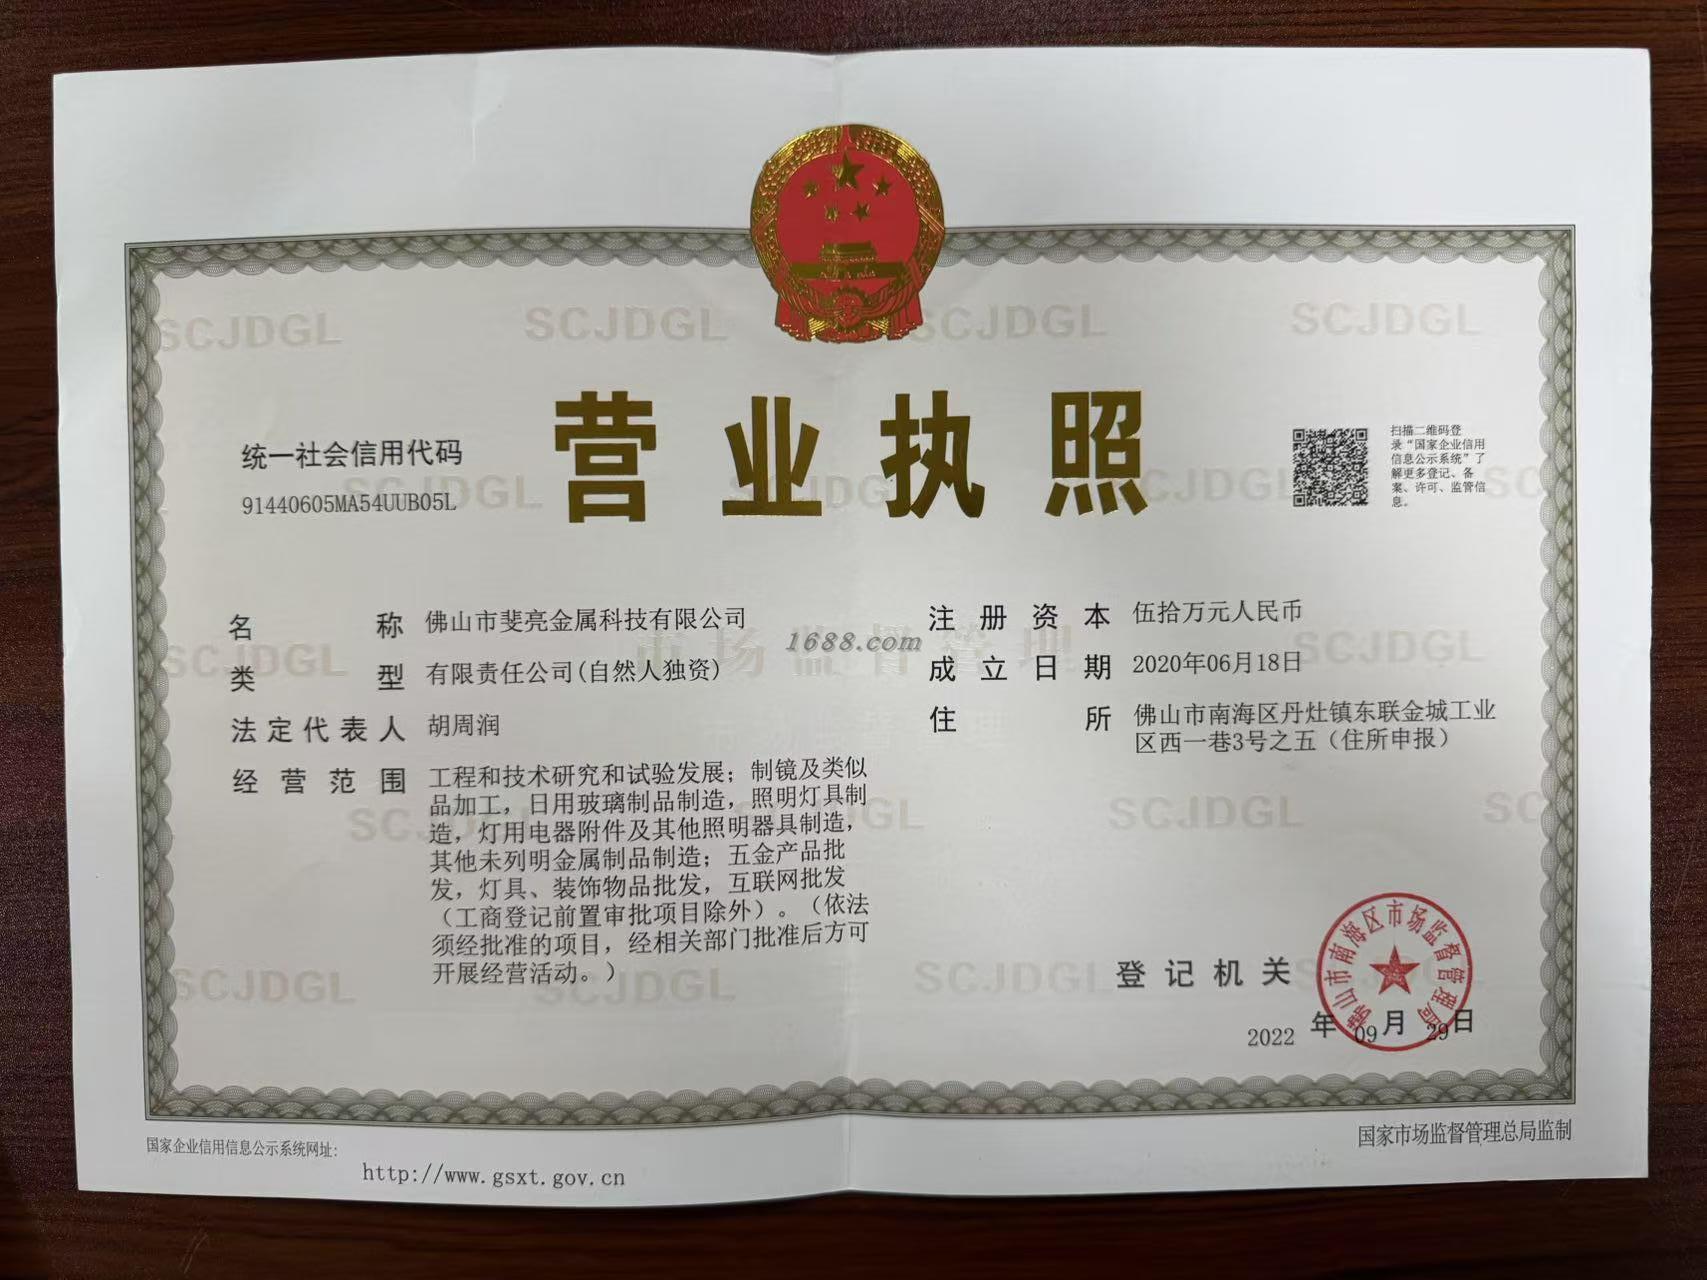 营业执照
统一社会信用代码
91440605MA54UUB05L
扫描二维码登
录“国家企业信用
信息公示系统”了
解更多登记、备
案、许可、监管信
息。
名称 佛山市斐亮金属科技有限公司
类型 有限责任公司(自然人独资)
法定代表人 胡周润
经营范围 工程和技术研究和试验发展；制镜及类似
品加工，日用玻璃制品制造，照明灯具制
造，灯用电器附件及其他照明器具制造，
其他未列明金属制品制造；五金产品批
发，灯具、装饰物品批发，互联网批发
（工商登记前置审批项目除外）。（依法
须经批准的项目，经相关部门批准后方可
开展经营活动。）
注册资本 伍拾万元人民币
成立日期 2020年06月18日
住所 佛山市南海区丹灶镇东联金城工业
区西一巷3号之五（住所申报）
1688.com
市场监督管理
SCJDGL
登记机关
佛山市南海区市场监督管理局
2022年09月29日
国家企业信用信息公示系统网址：
http://www.gsxt.gov.cn
国家市场监督管理总局监制